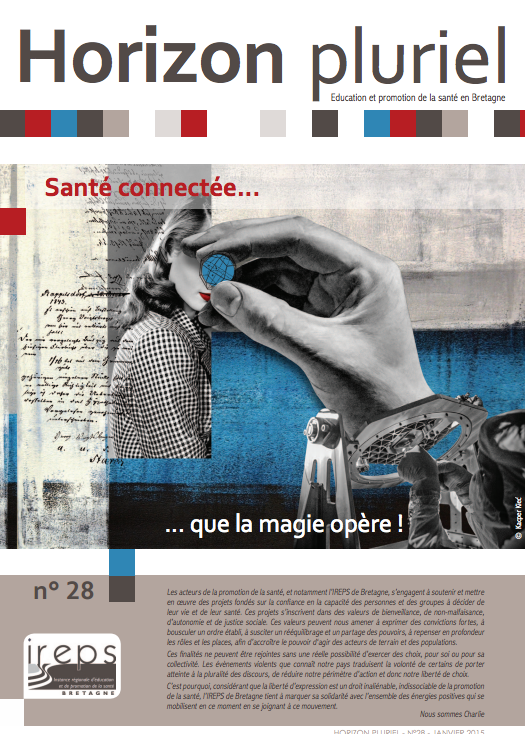 Horizon pluriel
Education et promotion de la santé en Bretagne
Santé connectée...
... que la magie opère !
© Kacper Kieć
n° 28
Les acteurs de la promotion de la santé, et notamment l'IREPS de Bretagne, s'engagent à soutenir et mettre
en œuvre des projets fondés sur la confiance en la capacité des personnes et des groupes à décider de
leur vie et de leur santé. Ces projets s'inscrivent dans des valeurs de bienveillance, de non-malfaisance,
d'autonomie et de justice sociale. Ces valeurs peuvent nous amener à exprimer des convictions fortes, à
bousculer un ordre établi, à susciter un rééquilibrage et un partage des pouvoirs, à repenser en profondeur
les rôles et les places, afin d'accroître le pouvoir d'agir des acteurs de terrain et des populations.
Ces finalités ne peuvent être rejointes sans une réelle possibilité d'exercer des choix, pour soi ou pour sa
collectivité. Les évènements violents que connaît notre pays traduisent la volonté de certains de porter
atteinte à la pluralité des discours, de réduire notre périmètre d'action et donc notre liberté de choix.
C'est pourquoi, considérant que la liberté d'expression est un droit inaliénable, indissociable de la promotion
de la santé, l'IREPS de Bretagne tient à marquer sa solidarité avec l'ensemble des énergies positives qui se
mobilisent en ce moment en se joignant à ce mouvement.
Nous sommes Charlie
ireps
Instance régionale d'éducation
et de promotion de la santé
BRETAGNE
HORIZON PLURIEL - N°28 - JANVIER 2015